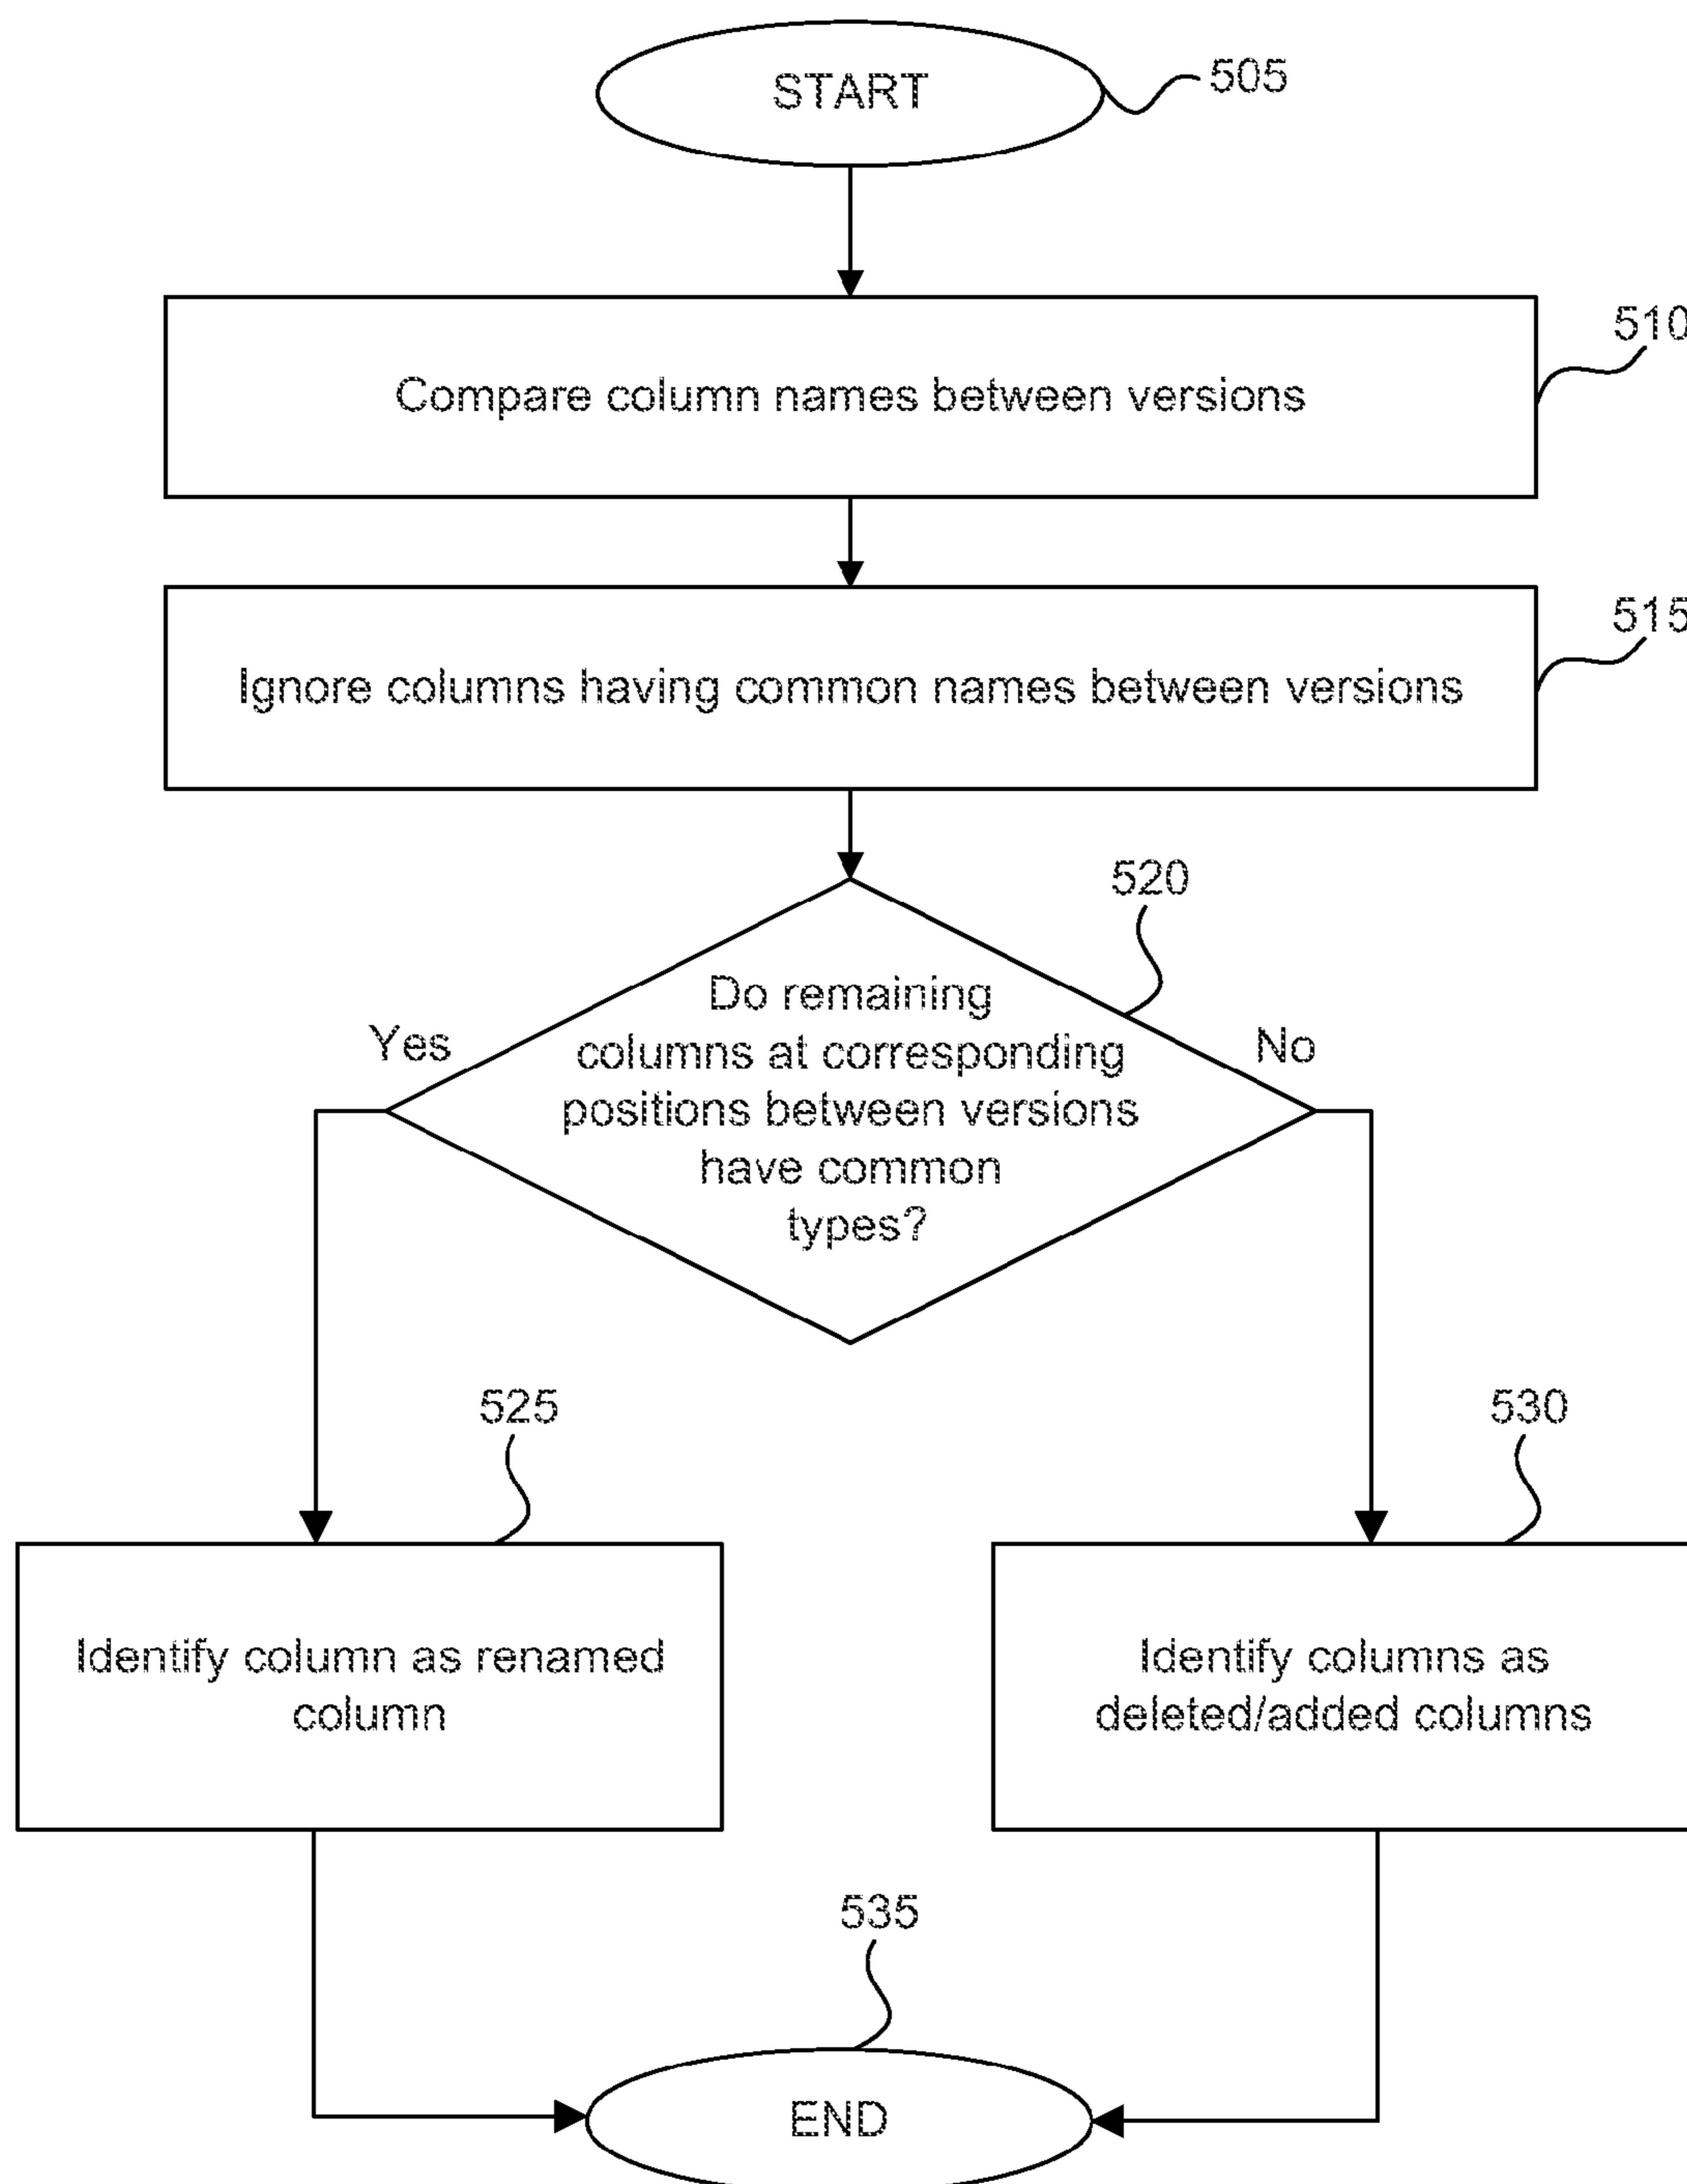 START
505
510
Compare column names between versions
515
Ignore columns having common names between versions
520
Do remaining
columns at corresponding
positions between versions
have common
types?
Yes
No
525
530
Identify column as renamed
column
Identify columns as
deleted/added columns
535
END